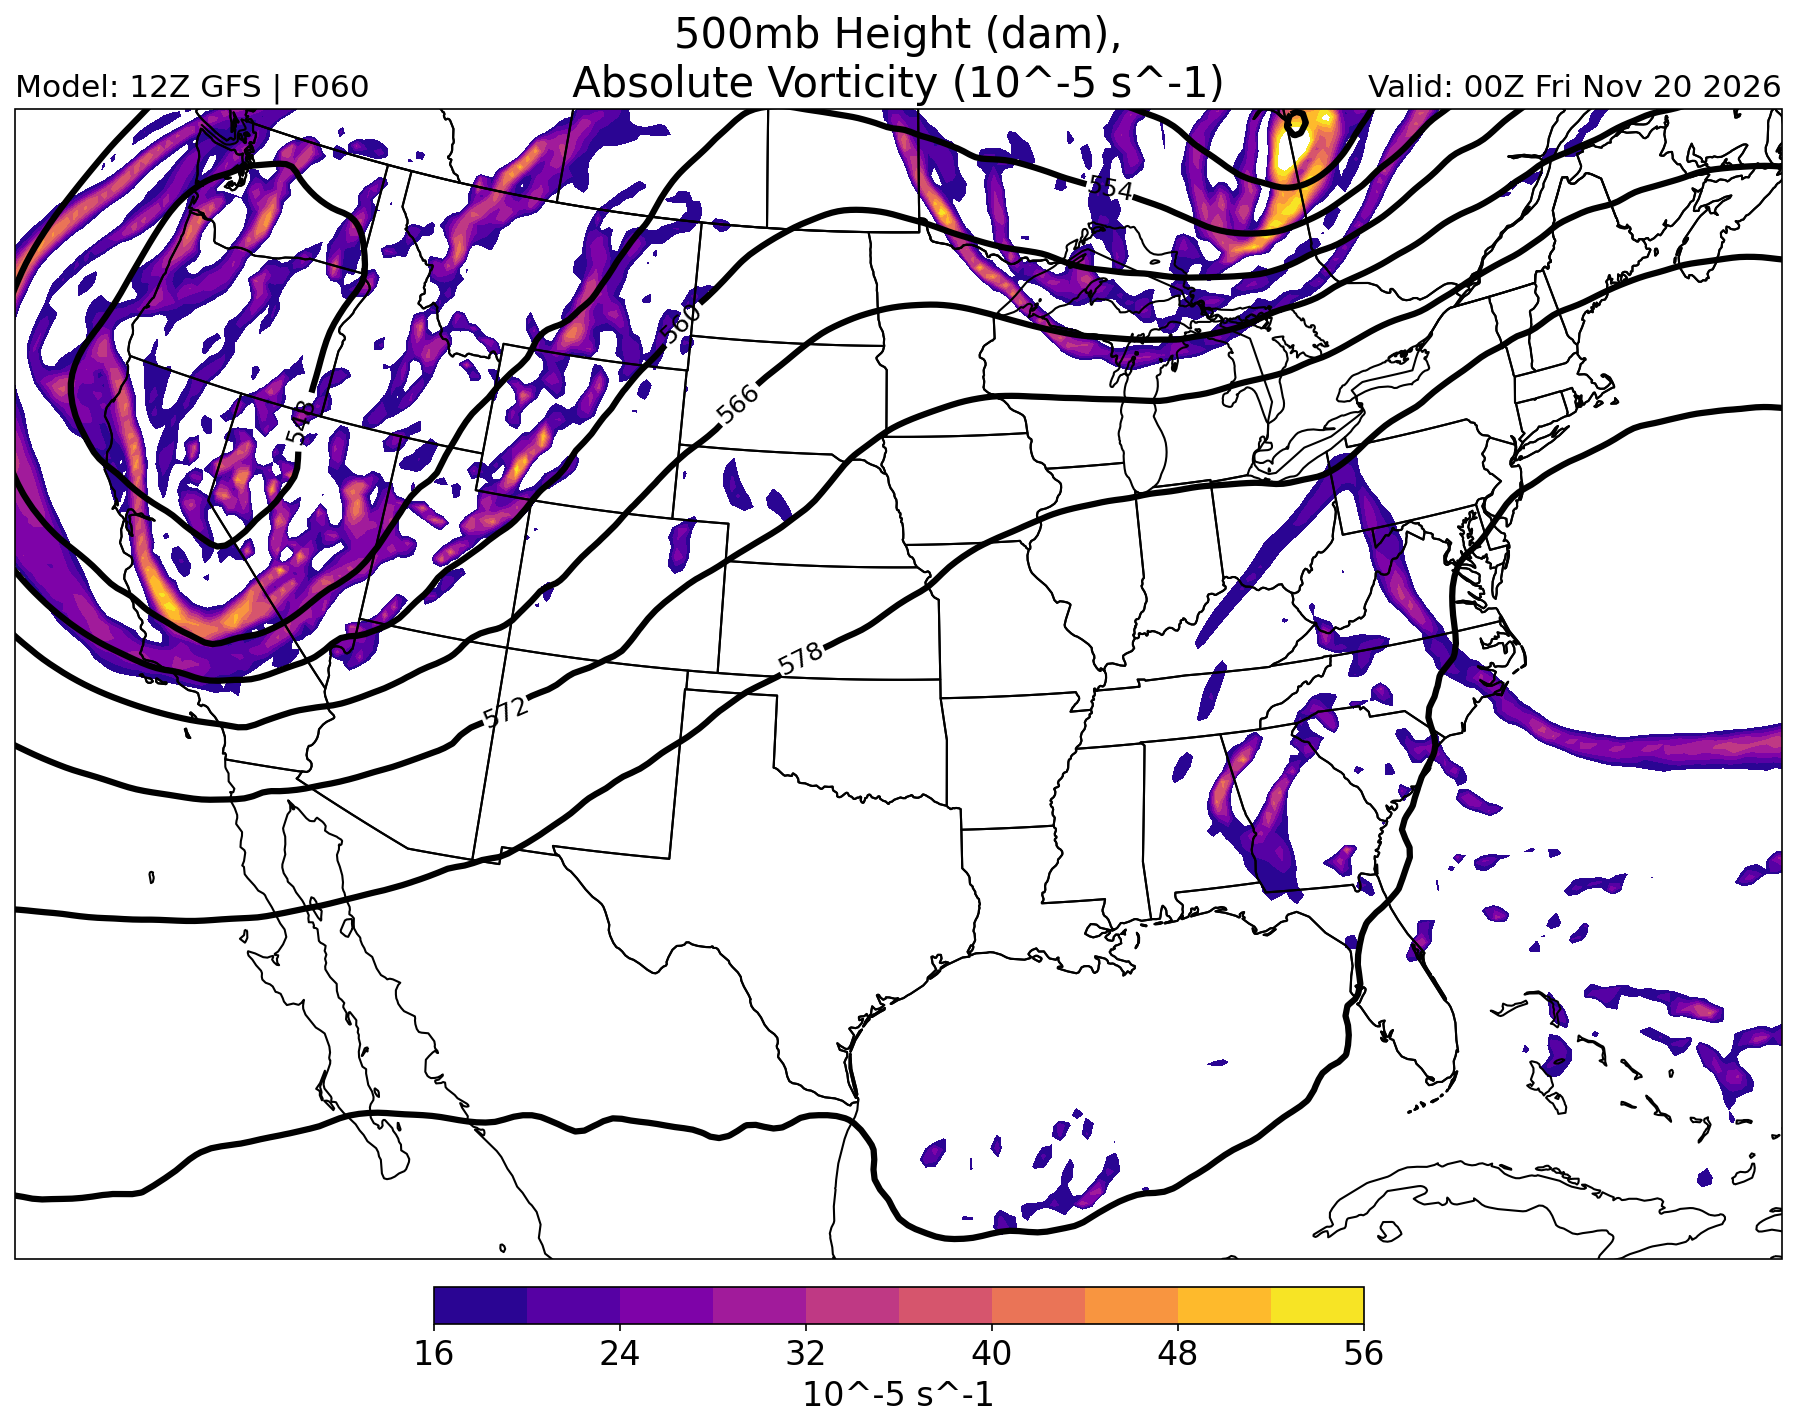 500mb Height (dam),
Absolute Vorticity (10^-5 s^-1)
Model: 12Z GFS | F060
Valid: 00Z Fri Nov 20 2026
554
560
566
548
578
572
16
24
32
40
48
56
10^-5 s^-1